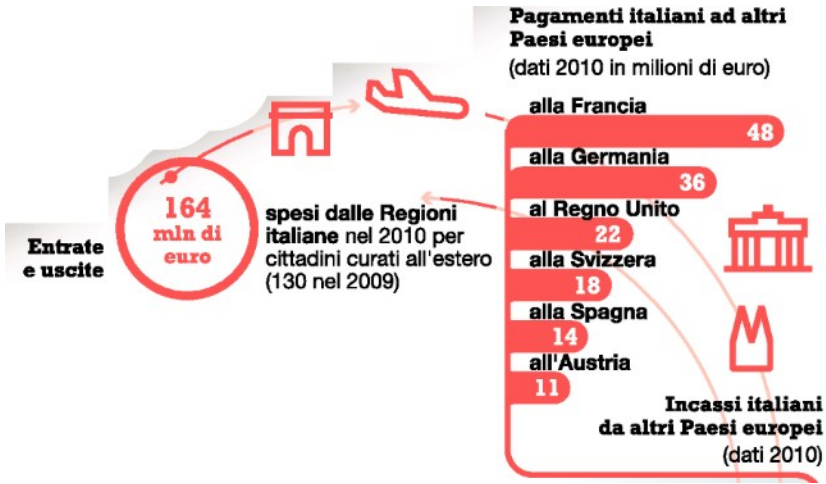 Pagamenti italiani ad altri
Paesi europei
(dati 2010 in milioni di euro)
alla Francia
48
alla Germania
36
al Regno Unito
22
alla Svizzera
18
alla Spagna
14
all'Austria
11
Entrate
e uscite
164
mln di
euro
spesi dalle Regioni
italiane nel 2010 per
cittadini curati all'estero
(130 nel 2009)
Incassi italiani
da altri Paesi europei
(dati 2010)